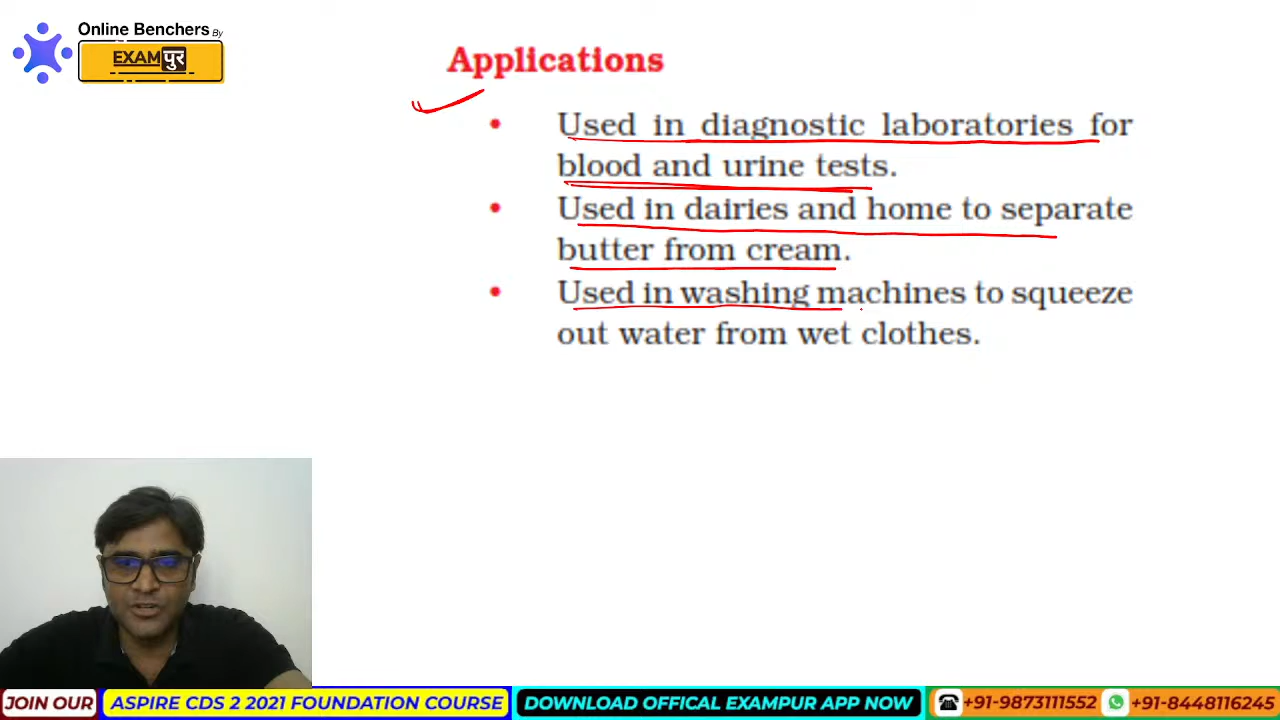 Online Benchers By
EXAMपुर
Applications
• Used in diagnostic laboratories for
blood and urine tests.
• Used in dairies and home to separate
butter from cream.
• Used in washing machines to squeeze
out water from wet clothes.
JOIN OUR ASPIRE CDS 2 2021 FOUNDATION COURSE DOWNLOAD OFFICAL EXAMPUR APP NOW +91-9873111552 +91-8448116245